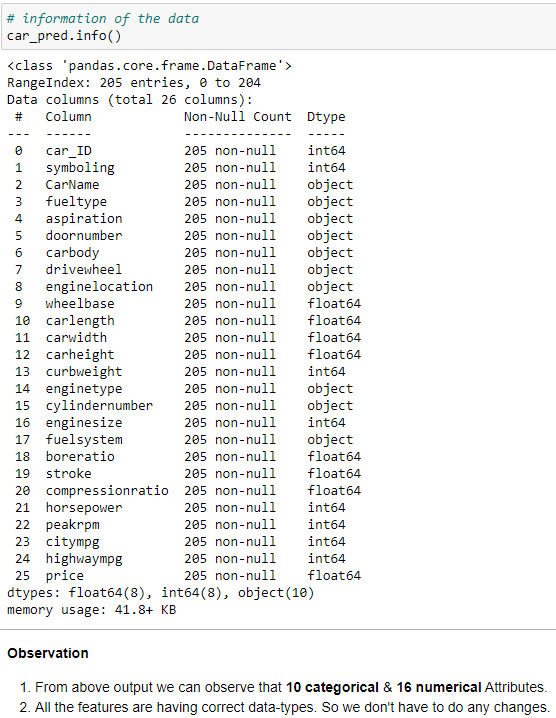 # information of the data
car_pred.info()
<class 'pandas.core.frame.DataFrame'>
RangeIndex: 205 entries, 0 to 204
Data columns (total 26 columns):
 #   Column            Non-Null Count  Dtype
---  ------            --------------  -----
 0   car_ID            205 non-null    int64
 1   symboling         205 non-null    int64
 2   CarName           205 non-null    object
 3   fueltype          205 non-null    object
 4   aspiration        205 non-null    object
 5   doornumber        205 non-null    object
 6   carbody           205 non-null    object
 7   drivewheel        205 non-null    object
 8   enginelocation    205 non-null    object
 9   wheelbase         205 non-null    float64
 10  carlength         205 non-null    float64
 11  carwidth          205 non-null    float64
 12  carheight         205 non-null    float64
 13  curbweight        205 non-null    int64
 14  enginetype        205 non-null    object
 15  cylindernumber    205 non-null    object
 16  enginesize        205 non-null    int64
 17  fuelsystem        205 non-null    object
 18  boreratio         205 non-null    float64
 19  stroke            205 non-null    float64
 20  compressionratio  205 non-null    float64
 21  horsepower        205 non-null    int64
 22  peakrpm           205 non-null    int64
 23  citympg           205 non-null    int64
 24  highwaympg        205 non-null    int64
 25  price             205 non-null    float64
dtypes: float64(8), int64(8), object(10)
memory usage: 41.8+ KB
Observation
1. From above output we can observe that 10 categorical & 16 numerical Attributes.
2. All the features are having correct data-types. So we don't have to do any changes.